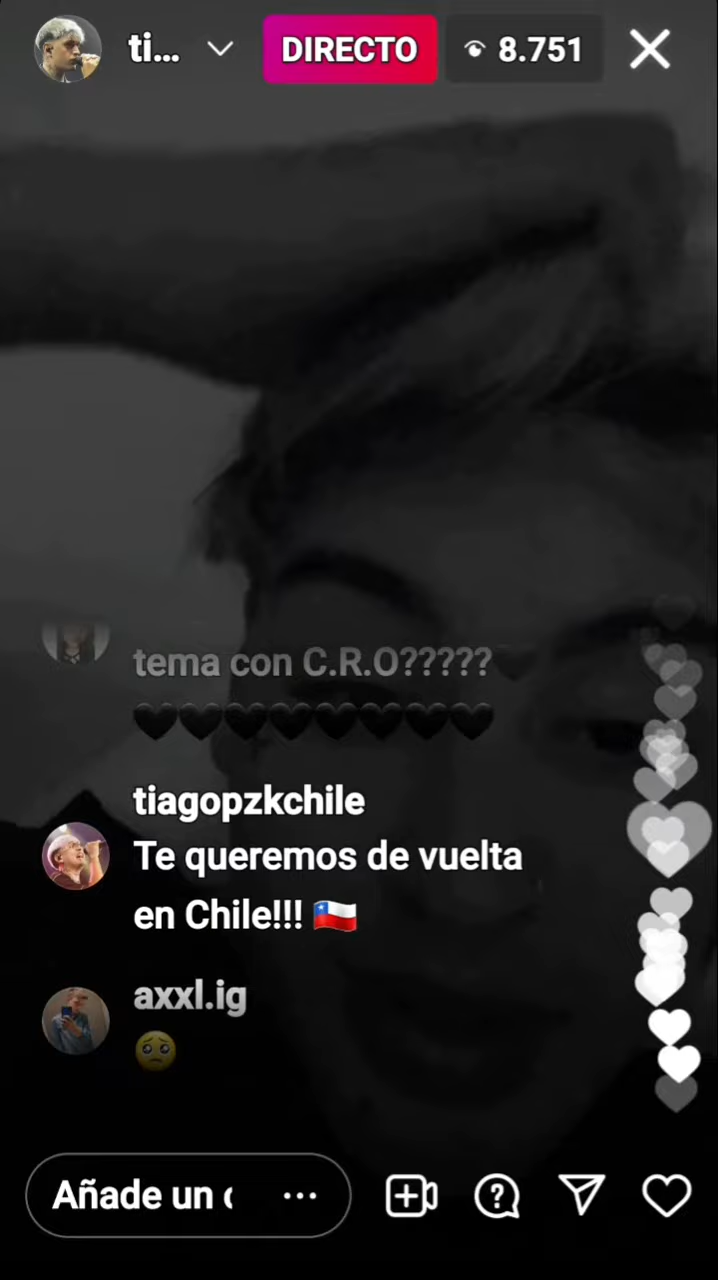 ti...
DIRECTO
8.751
tema con C.R.O?????🖤
🖤🖤🖤🖤🖤🖤🖤🖤
tiagopzkchile
Te queremos de vuelta
en Chile!!! 🇨🇱
axxl.ig
🥺
Añade un c